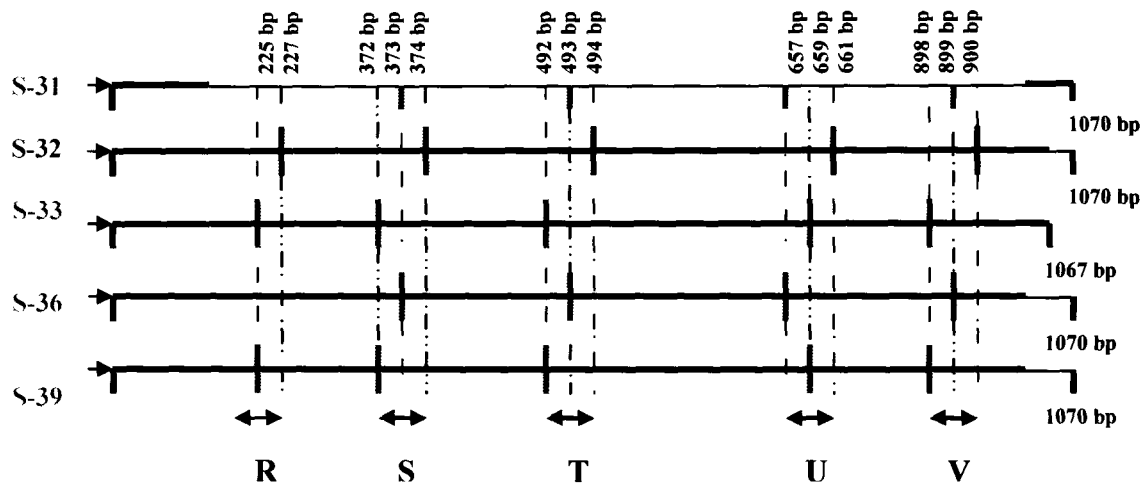 225 bp
227 bp
372 bp
373 bp
374 bp
492 bp
493 bp
494 bp
657 bp
659 bp
661 bp
898 bp
899 bp
900 bp
S-31
1070 bp
S-32
1070 bp
S-33
1067 bp
S-36
1070 bp
S-39
1070 bp
R S T U V